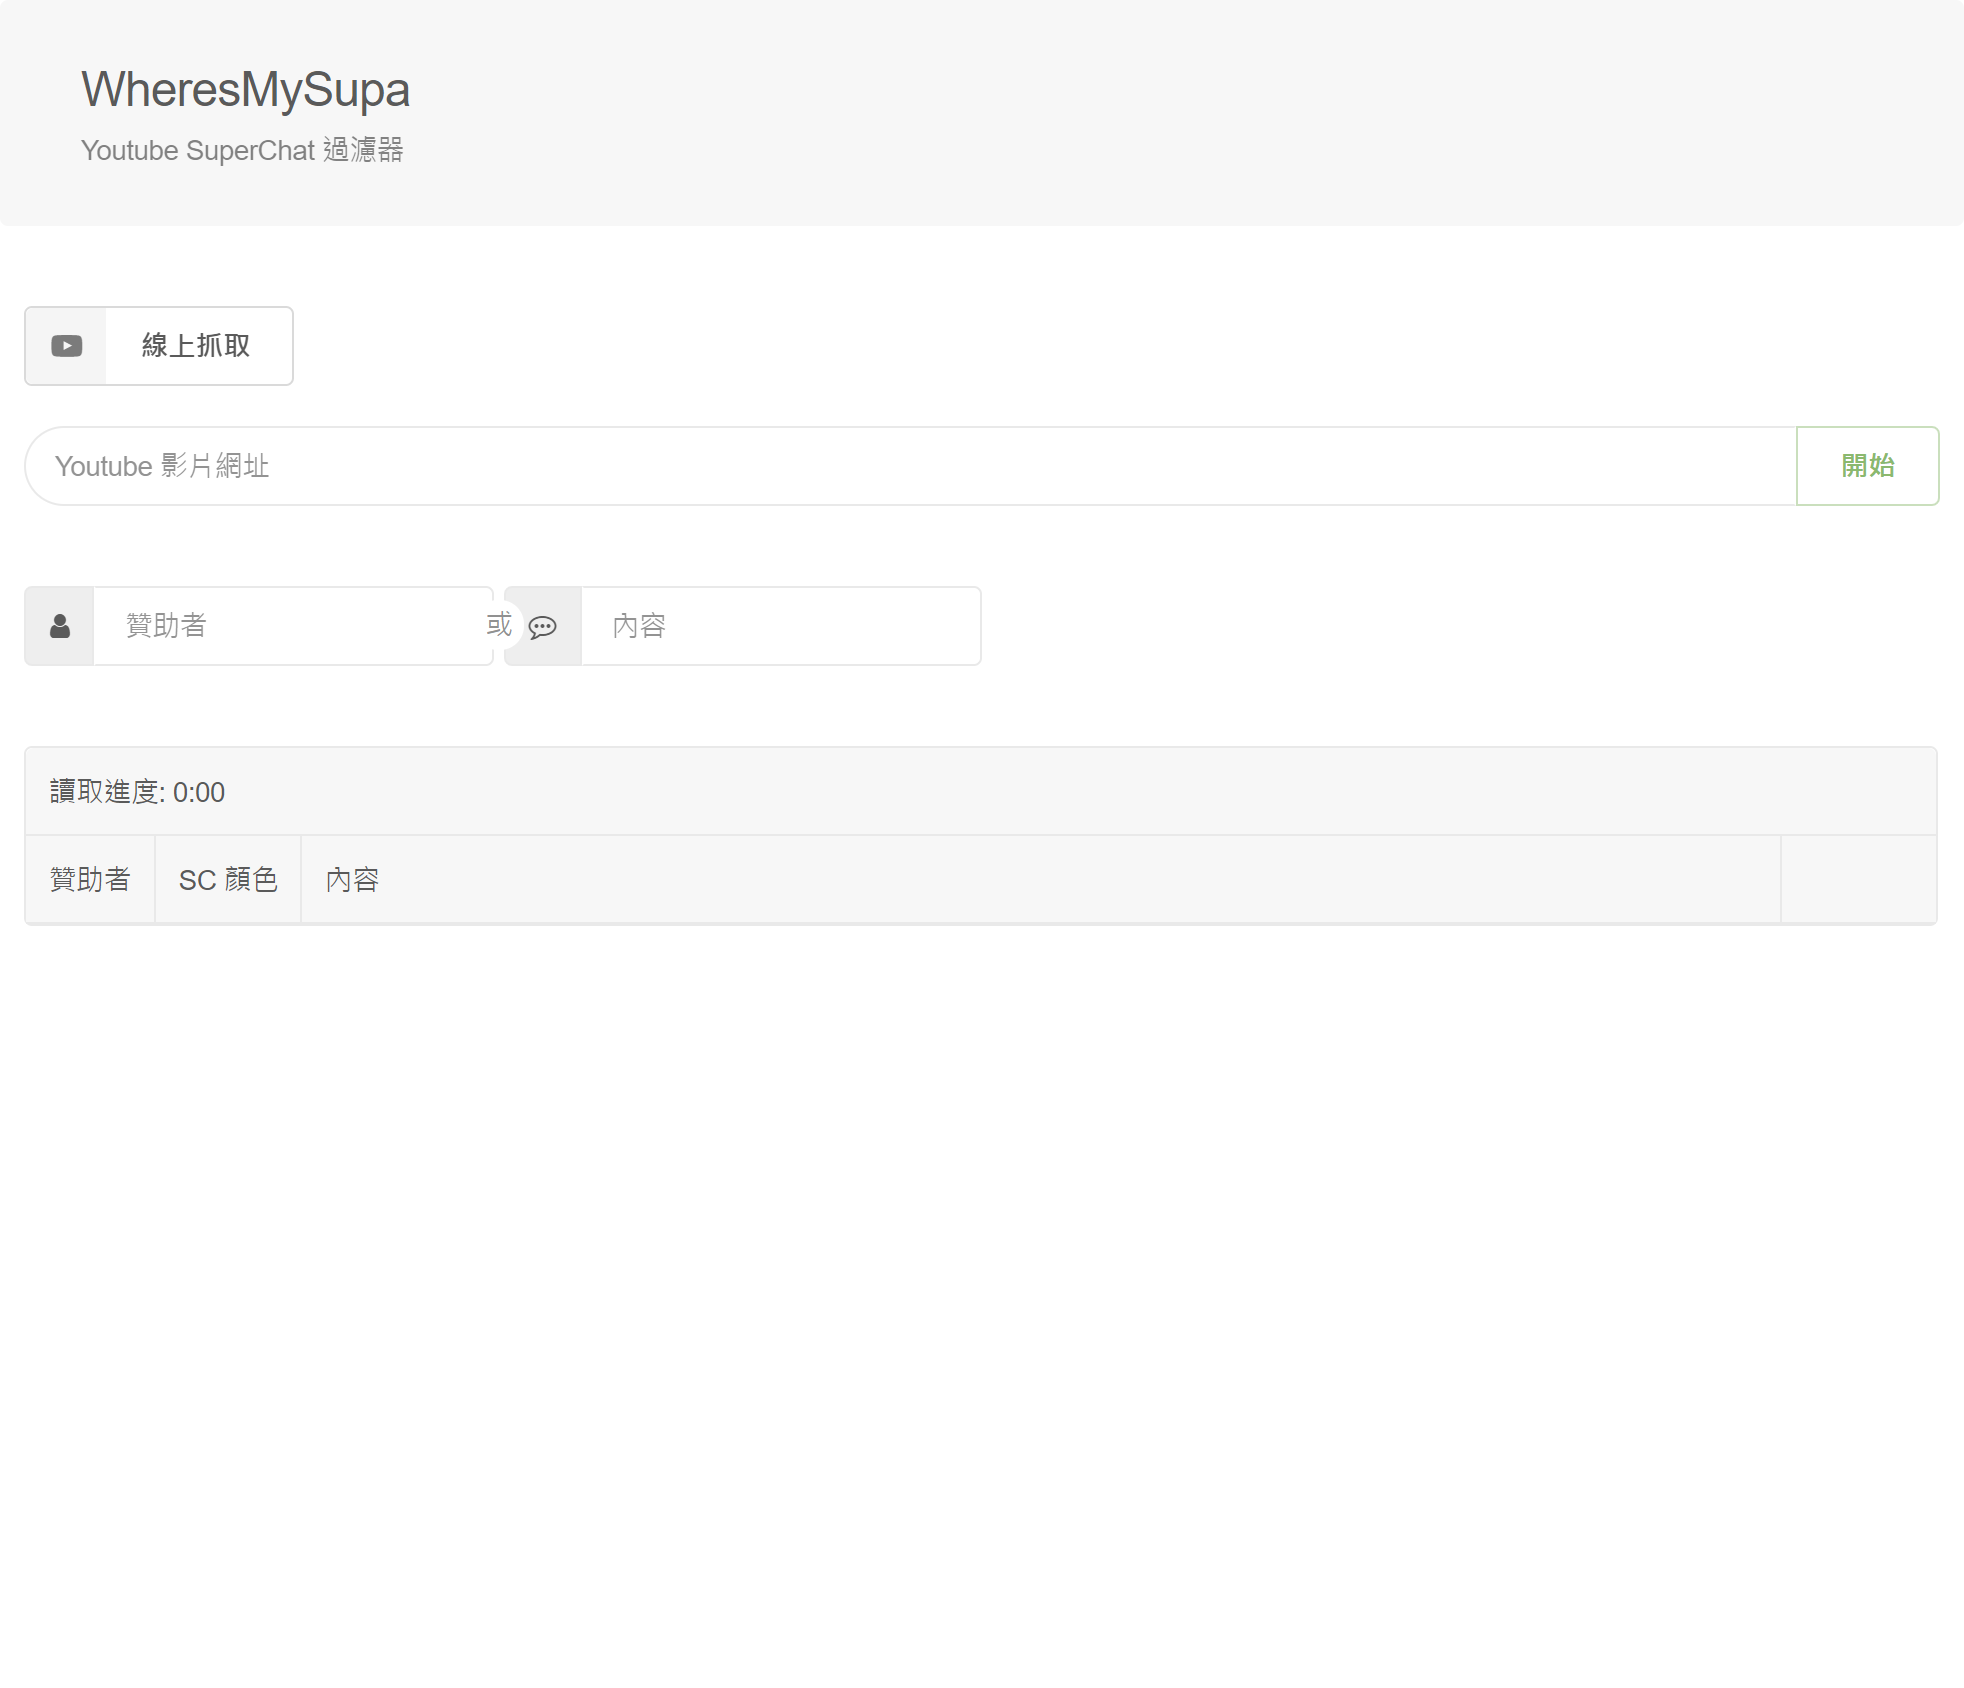 WheresMySupa
Youtube SuperChat 過濾器
線上抓取
Youtube 影片網址
開始
贊助者
或
內容
讀取進度: 0:00
贊助者 SC 顏色 內容